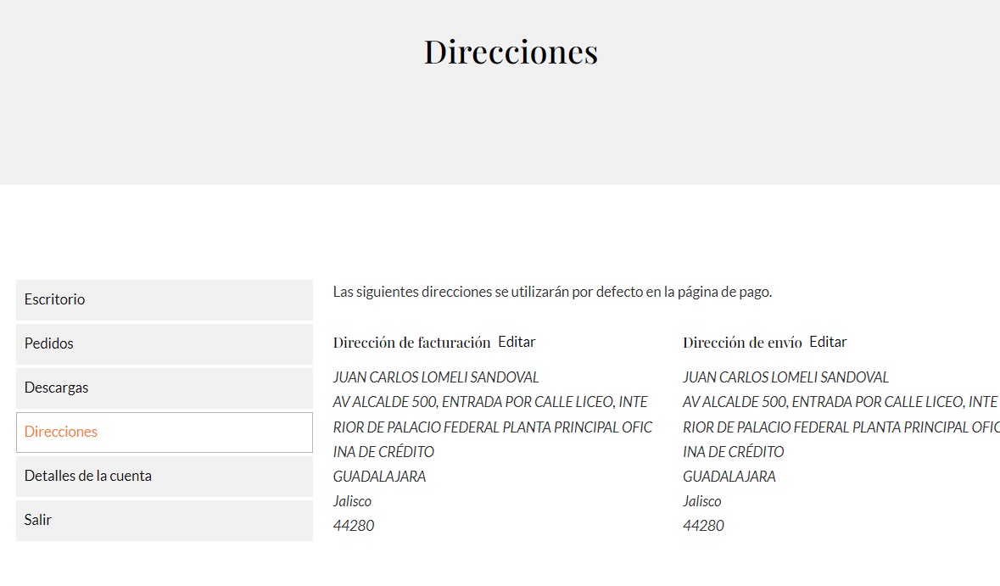 Direcciones
Escritorio
Pedidos
Descargas
Direcciones
Detalles de la cuenta
Salir
Las siguientes direcciones se utilizarán por defecto en la página de pago.
Dirección de facturación Editar
JUAN CARLOS LOMELI SANDOVAL
AV ALCALDE 500, ENTRADA POR CALLE LICEO, INTE
RIOR DE PALACIO FEDERAL PLANTA PRINCIPAL OFIC
INA DE CRÉDITO
GUADALAJARA
Jalisco
44280
Dirección de envío Editar
JUAN CARLOS LOMELI SANDOVAL
AV ALCALDE 500, ENTRADA POR CALLE LICEO, INTE
RIOR DE PALACIO FEDERAL PLANTA PRINCIPAL OFIC
INA DE CRÉDITO
GUADALAJARA
Jalisco
44280